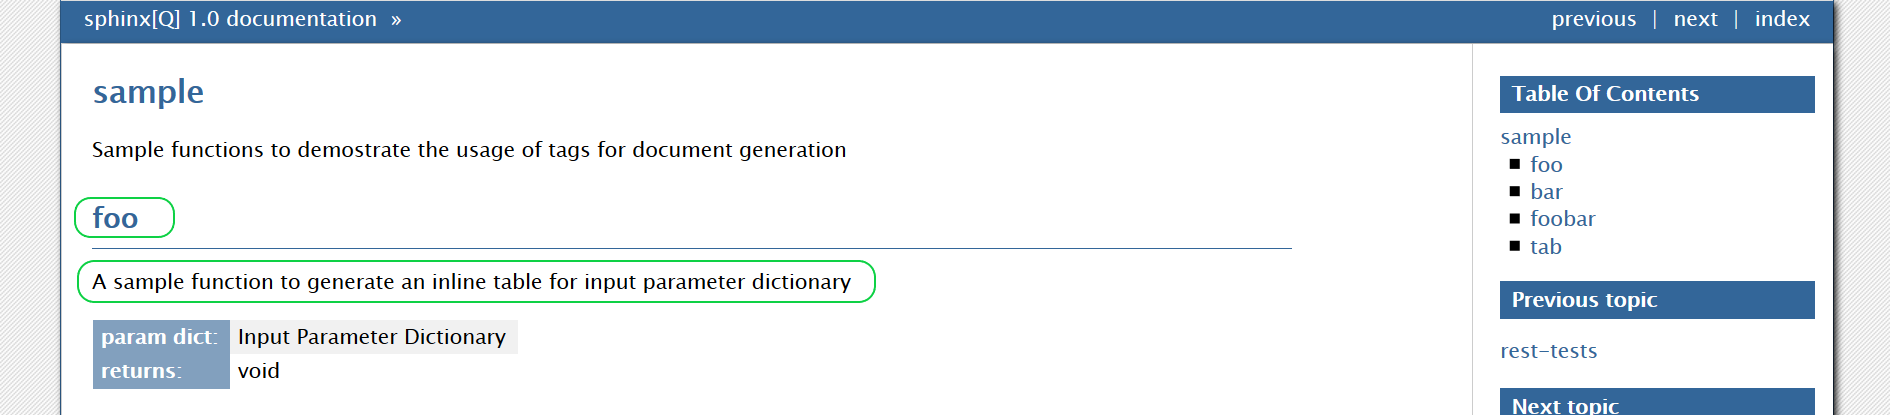 sphinx[Q] 1.0 documentation »
previous | next | index
sample
Sample functions to demostrate the usage of tags for document generation
foo
A sample function to generate an inline table for input parameter dictionary
param dict: Input Parameter Dictionary
returns: void
Table Of Contents
sample
foo
bar
foobar
tab
Previous topic
rest-tests
Next topic